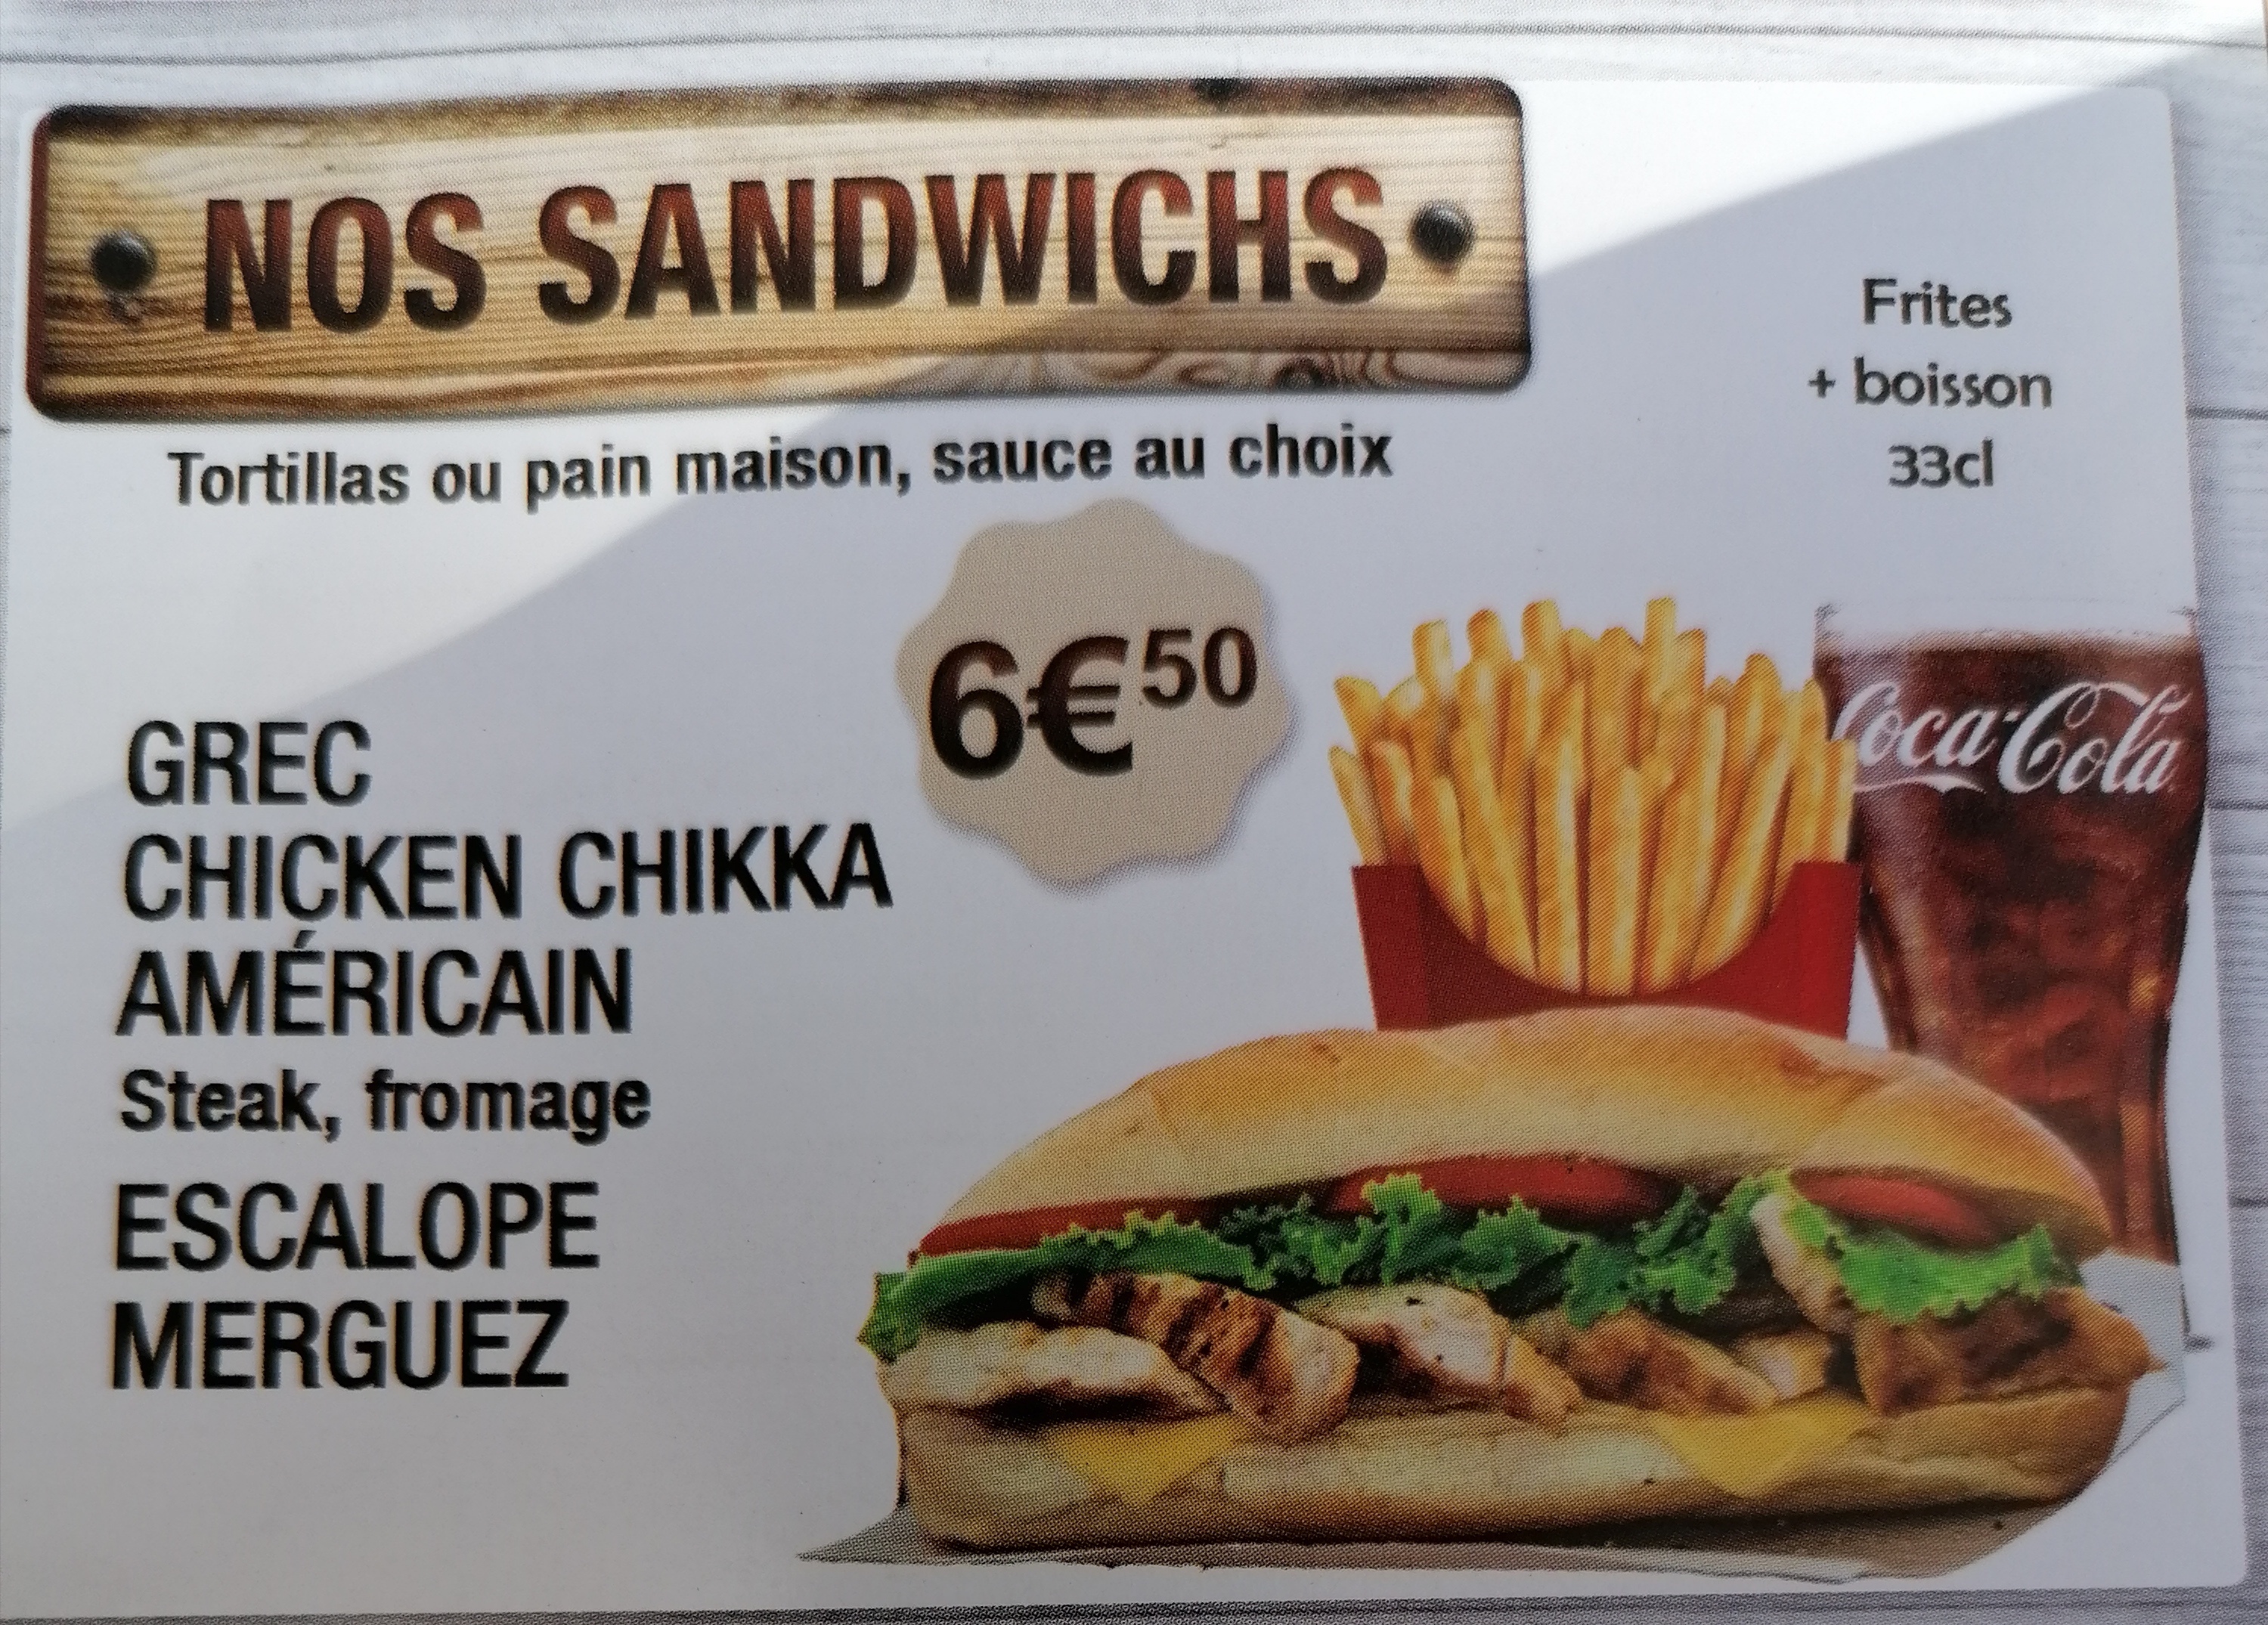 NOS SANDWICHS
Tortillas ou pain maison, sauce au choix
Frites
+ boisson
33cl
6€50
GREC
CHICKEN CHIKKA
AMÉRICAIN
Steak, fromage
ESCALOPE
MERGUEZ
Coca-Cola